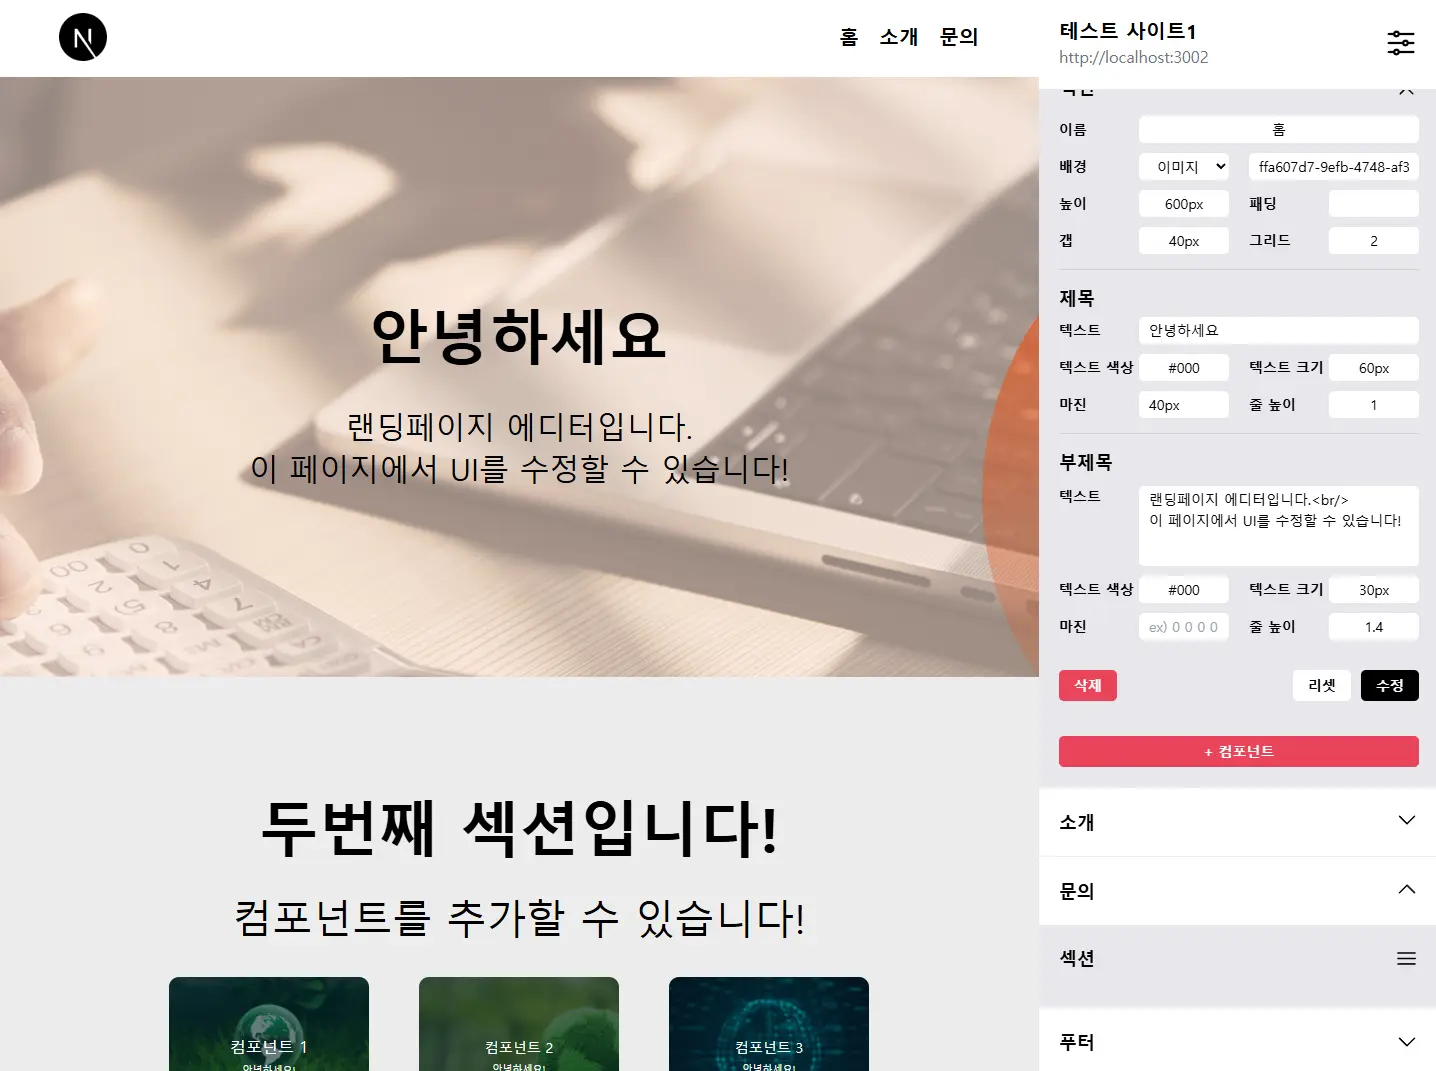 N
홈 소개 문의
안녕하세요
랜딩페이지 에디터입니다.
이 페이지에서 UI를 수정할 수 있습니다!
두번째 섹션입니다!
컴포넌트를 추가할 수 있습니다!
컴포넌트 1
안녕하세요!
컴포넌트 2
안녕하세요!
컴포넌트 3
안녕하세요!
테스트 사이트1
http://localhost:3002
섹션
이름 홈
배경 이미지 ffa607d7-9efb-4748-af3
높이 600px 패딩
갭 40px 그리드 2
제목
텍스트 안녕하세요
텍스트 색상 #000 텍스트 크기 60px
마진 40px 줄 높이 1
부제목
텍스트 랜딩페이지 에디터입니다.<br/>
이 페이지에서 UI를 수정할 수 있습니다!
텍스트 색상 #000 텍스트 크기 30px
마진 ex) 0 0 0 0 줄 높이 1.4
삭제 리셋 수정
+ 컴포넌트
소개
문의
섹션
푸터